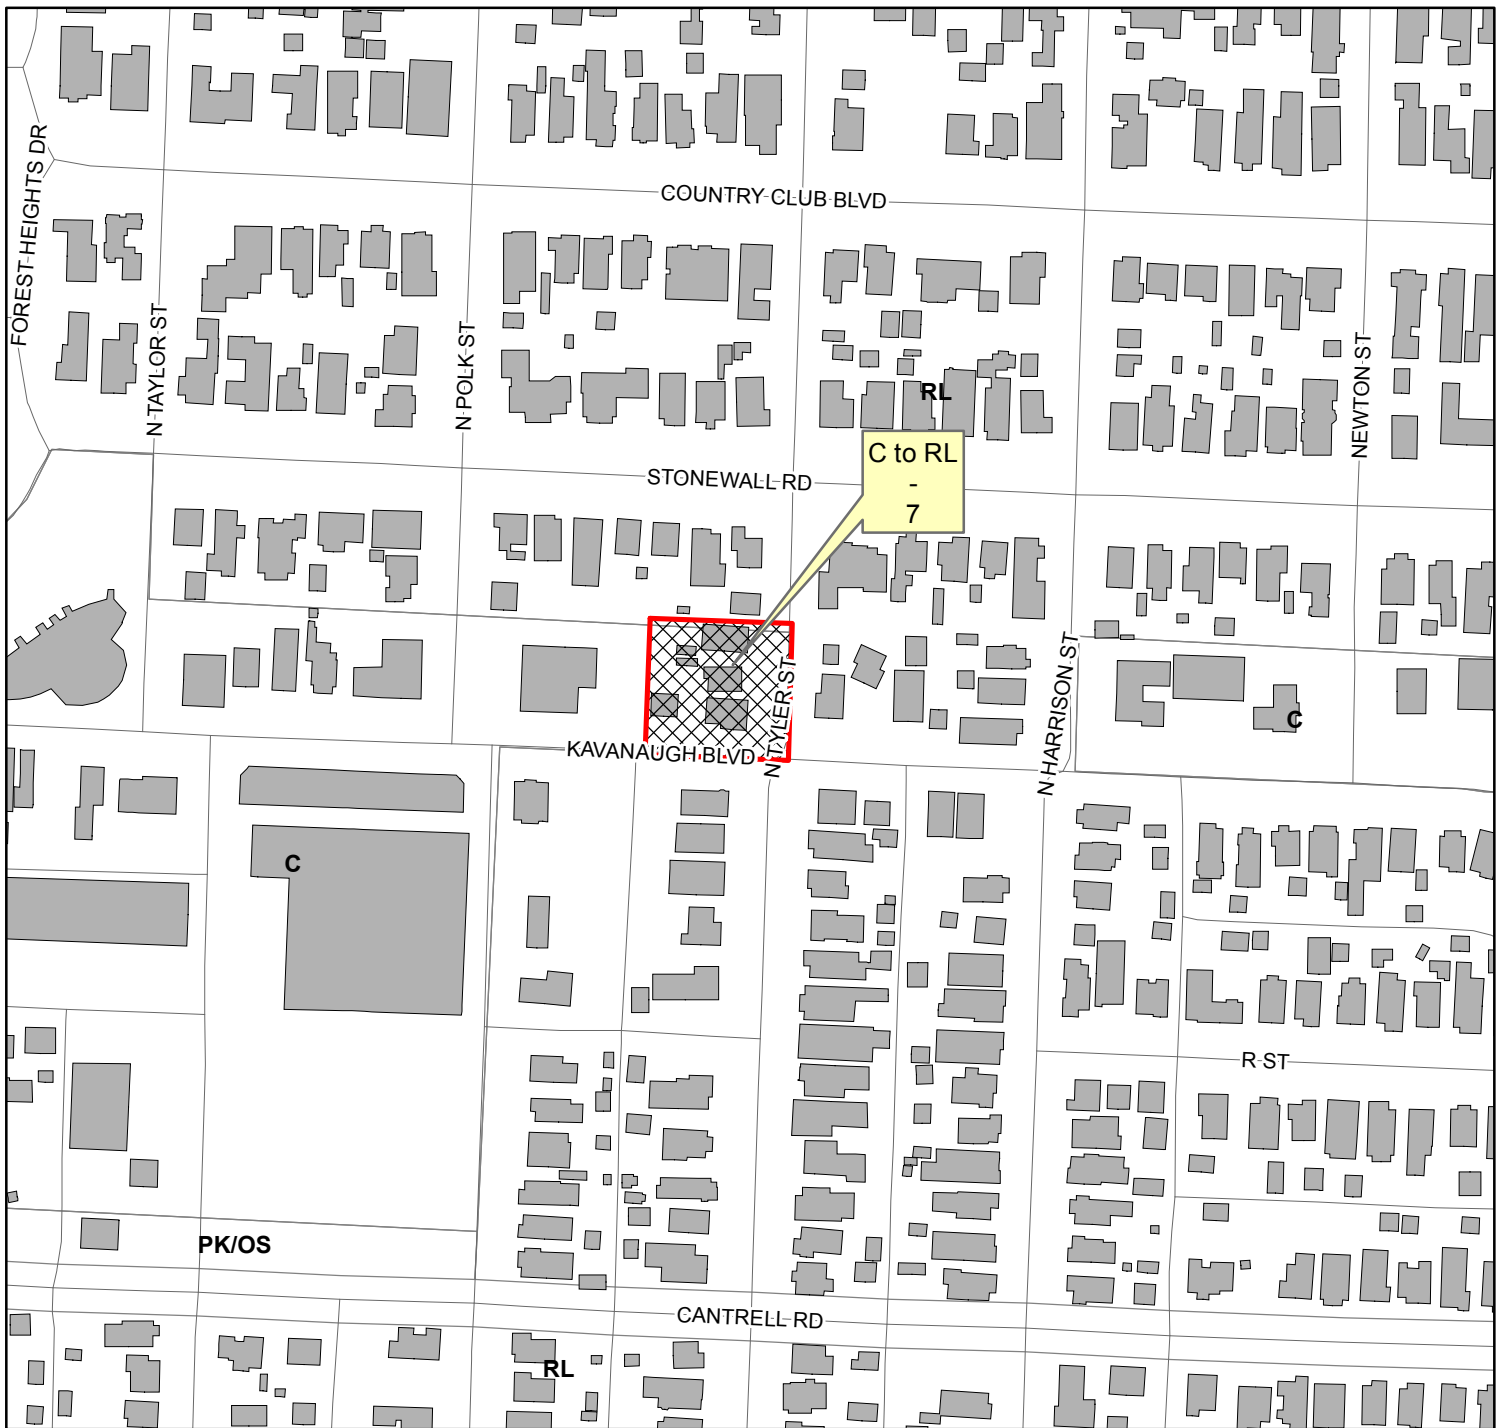 COUNTRY CLUB BLVD
FOREST HEIGHTS DR
N TAYLOR ST
N POLK ST
NEWTON ST
RL
C to RL
-
7
STONEWALL RD
N TYLER ST
N HARRISON ST
C
KAVANAUGH BLVD
C
R ST
PK/OS
CANTRELL RD
RL